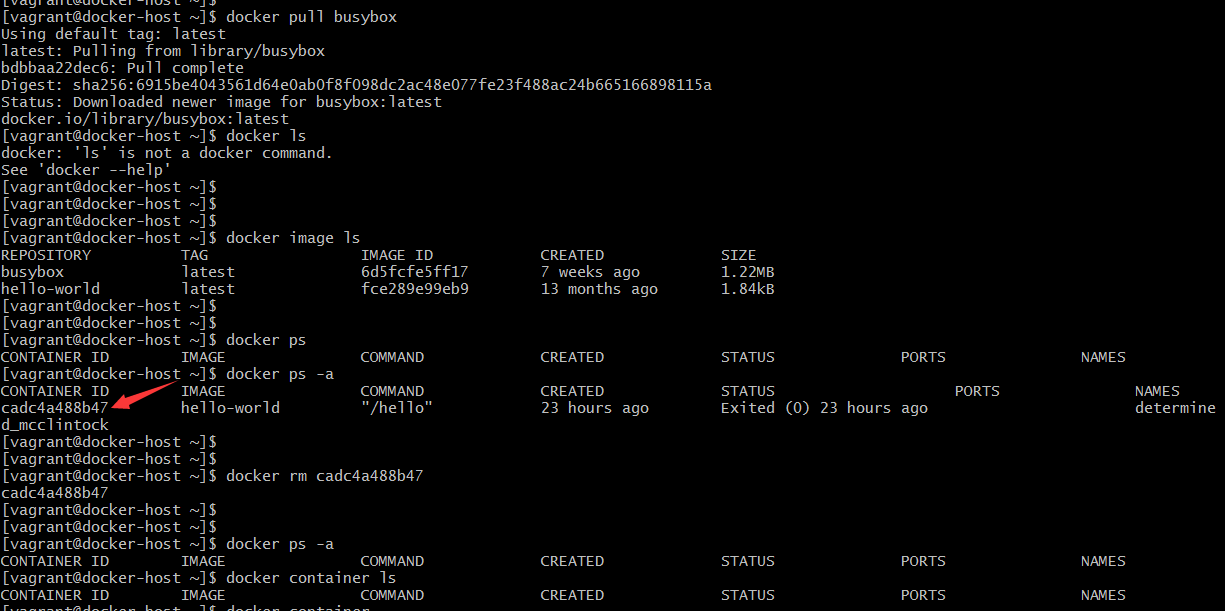 [vagrant@docker-host ~]$
[vagrant@docker-host ~]$ docker pull busybox
Using default tag: latest
latest: Pulling from library/busybox
bdbbaa22dec6: Pull complete
Digest: sha256:6915be4043561d64e0ab0f8f098dc2ac48e077fe23f488ac24b665166898115a
Status: Downloaded newer image for busybox:latest
docker.io/library/busybox:latest
[vagrant@docker-host ~]$ docker ls
docker: 'ls' is not a docker command.
See 'docker --help'
[vagrant@docker-host ~]$
[vagrant@docker-host ~]$
[vagrant@docker-host ~]$
[vagrant@docker-host ~]$ docker image ls
REPOSITORY          TAG                 IMAGE ID            CREATED             SIZE
busybox             latest              6d5fcfe5ff17        7 weeks ago         1.22MB
hello-world         latest              fce289e99eb9        13 months ago       1.84kB
[vagrant@docker-host ~]$
[vagrant@docker-host ~]$
[vagrant@docker-host ~]$ docker ps
CONTAINER ID        IMAGE               COMMAND             CREATED             STATUS              PORTS               NAMES
[vagrant@docker-host ~]$ docker ps -a
CONTAINER ID        IMAGE               COMMAND             CREATED             STATUS                    PORTS               NAMES
cadc4a488b47        hello-world         "/hello"            23 hours ago        Exited (0) 23 hours ago                       determine
d_mcclintock
[vagrant@docker-host ~]$
[vagrant@docker-host ~]$
[vagrant@docker-host ~]$ docker rm cadc4a488b47
cadc4a488b47
[vagrant@docker-host ~]$
[vagrant@docker-host ~]$
[vagrant@docker-host ~]$ docker ps -a
CONTAINER ID        IMAGE               COMMAND             CREATED             STATUS              PORTS               NAMES
[vagrant@docker-host ~]$ docker container ls
CONTAINER ID        IMAGE               COMMAND             CREATED             STATUS              PORTS               NAMES
[vagrant@docker-host ~]$ docker container